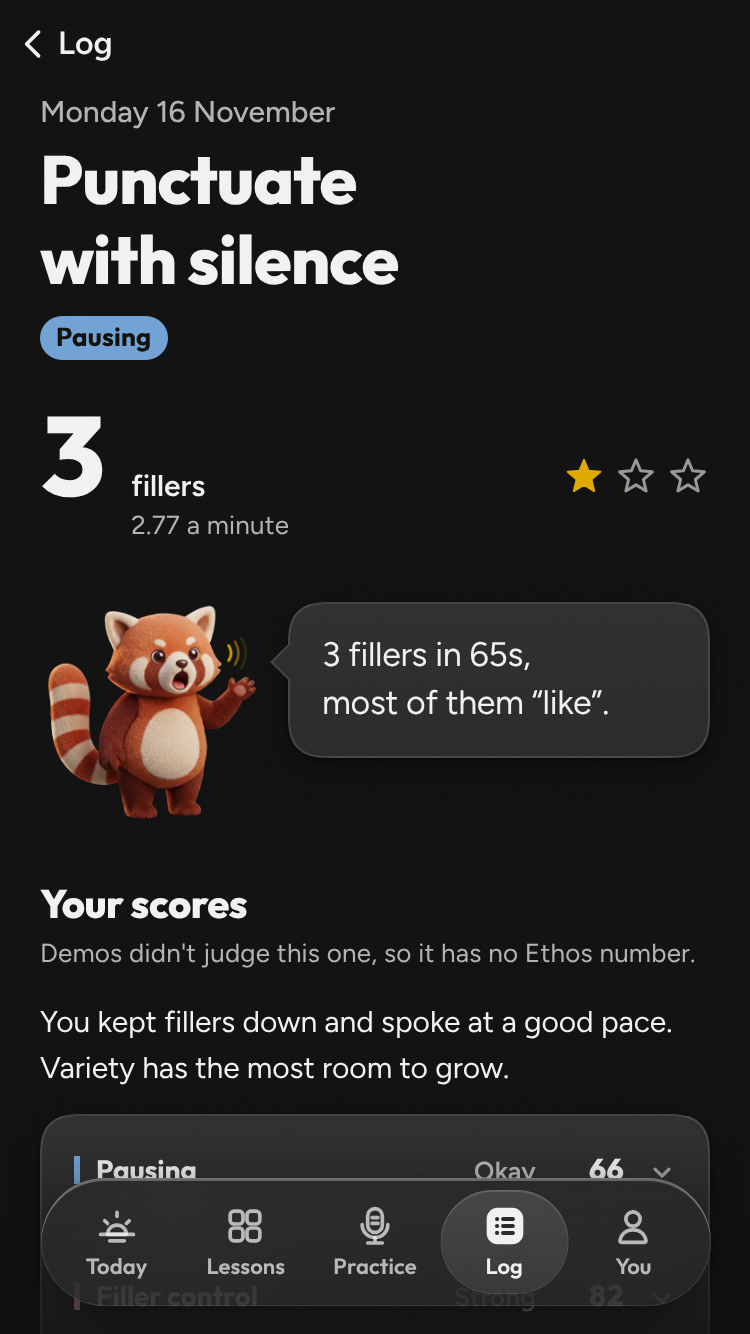 Log
Monday 16 November
Punctuate
with silence
Pausing
3
fillers
2.77 a minute
3 fillers in 65s,
most of them “like”.
Your scores
Demos didn't judge this one, so it has no Ethos number.
You kept fillers down and spoke at a good pace.
Variety has the most room to grow.
Pausing Okay 66
Today Lessons Practice Log You
Filler control Strong 82